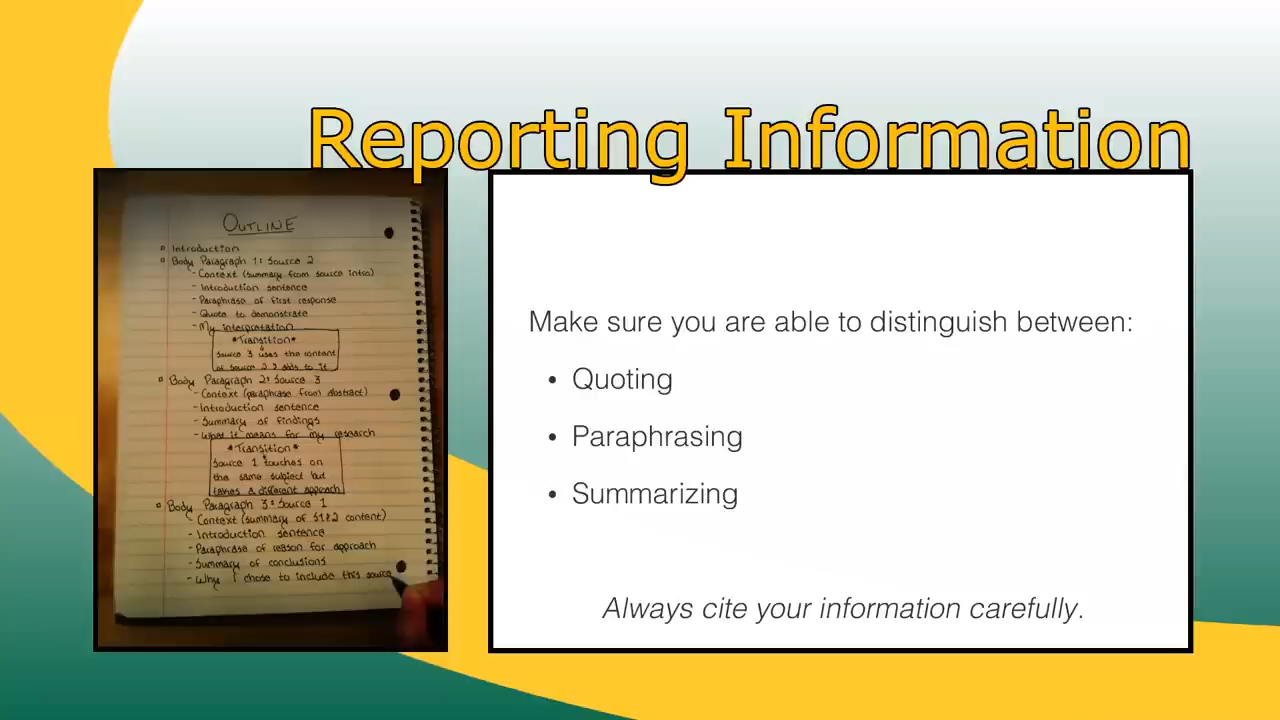 Reporting Information
OUTLINE
Introduction
Body Paragraph 1: Source 2
- Context (summary from source intro)
- Introduction sentence
- Paraphrase of first response
- Quote to demonstrate
- My interpretation
*Transition*
Source 3 uses the content
of source 2 & adds to it
Body Paragraph 2: Source 3
- Context (paraphrase from abstract)
- Introduction sentence
- Summary of findings
- What it means for my research
*Transition*
Source 1 touches on
the same subject but
takes a different approach
Body Paragraph 3: Source 1
- Context (summary of S1&2 content)
- Introduction sentence
- Paraphrase of reason for approach
- Summary of conclusions
- Why I chose to include this source
Make sure you are able to distinguish between:
• Quoting
• Paraphrasing
• Summarizing
Always cite your information carefully.